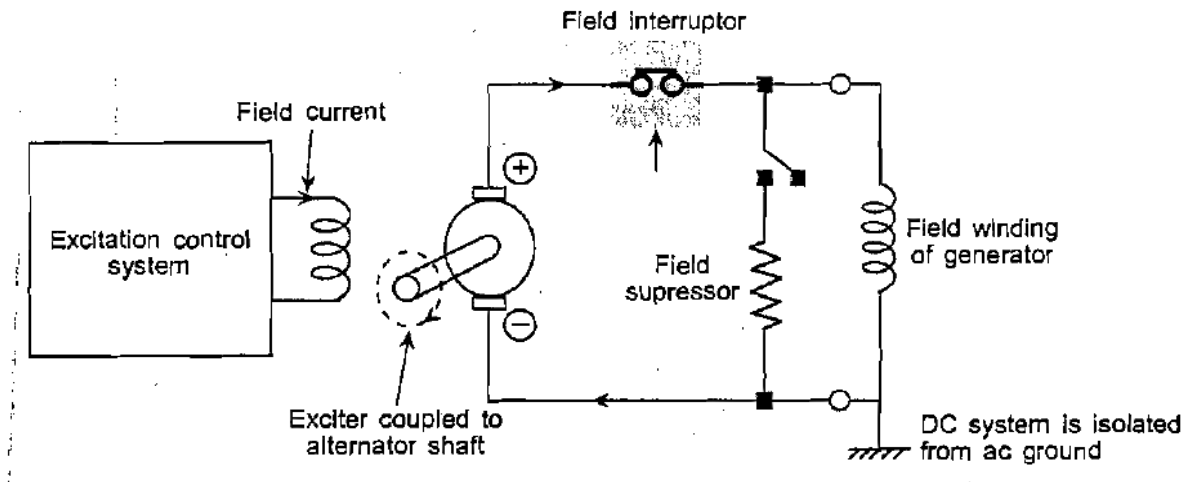 Field interruptor
Field current
+
Excitation control
system
Field
supressor
Field winding
of generator
−
Exciter coupled to
alternator shaft
DC system is isolated
from ac ground